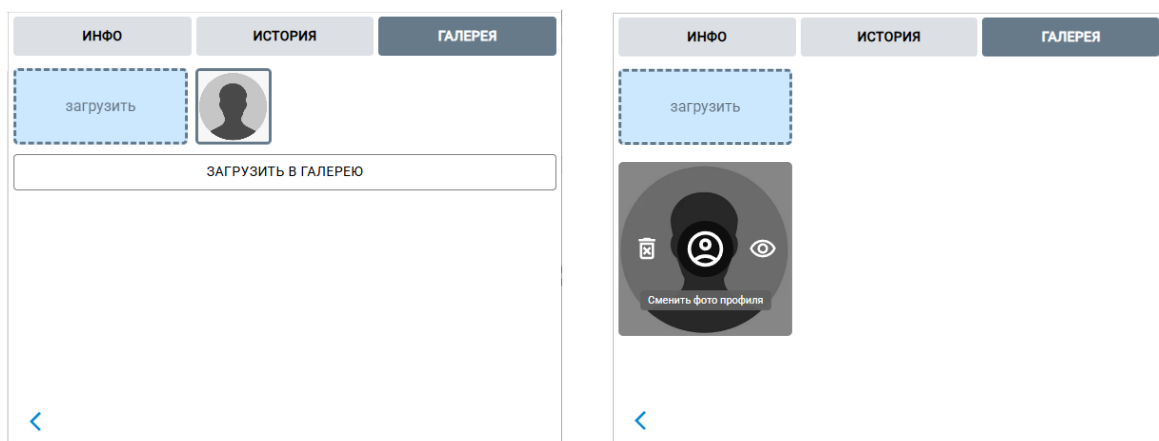 ИНФО ИСТОРИЯ ГАЛЕРЕЯ
загрузить
ЗАГРУЗИТЬ В ГАЛЕРЕЮ
ИНФО ИСТОРИЯ ГАЛЕРЕЯ
загрузить
Сменить фото профиля